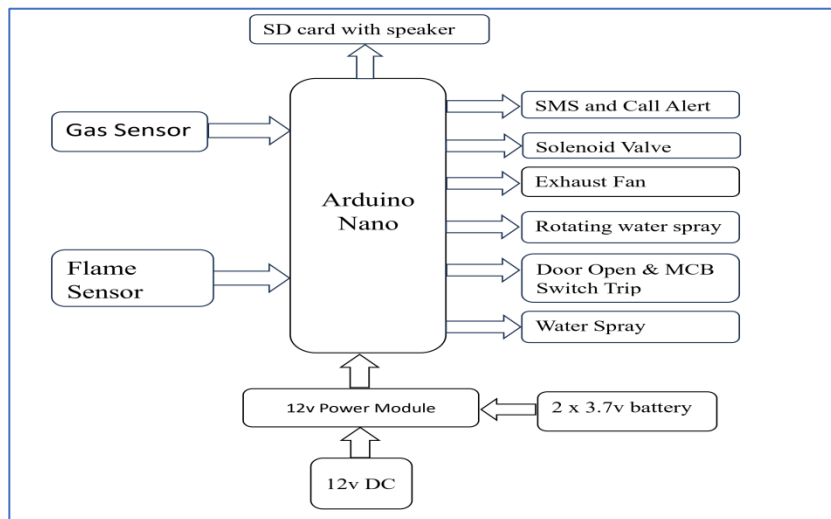 SD card with speaker
Gas Sensor
Flame
Sensor
Arduino
Nano
SMS and Call Alert
Solenoid Valve
Exhaust Fan
Rotating water spray
Door Open & MCB
Switch Trip
Water Spray
12v Power Module
2 x 3.7v battery
12v DC